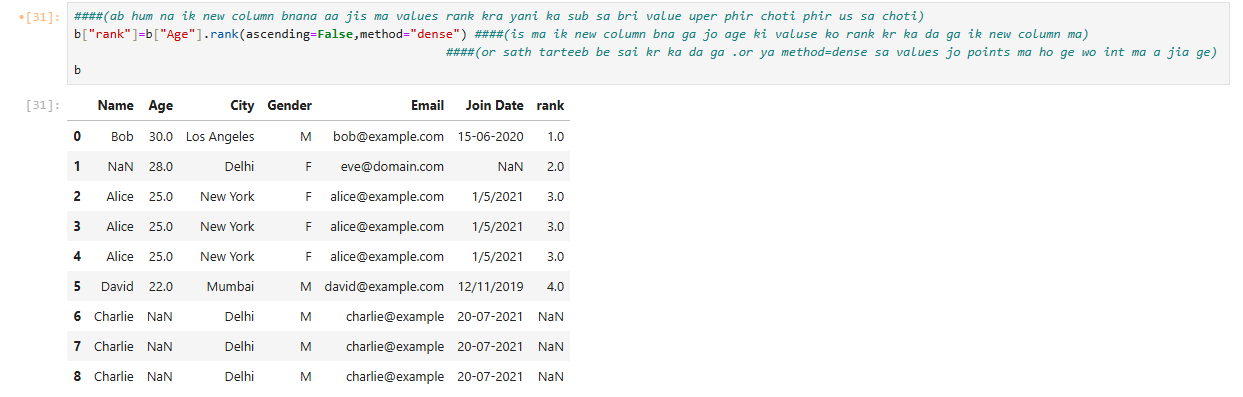 •[31]: ####(ab hum na ik new column bnana aa jis ma values rank kra yani ka sub sa bri value uper phir choti phir us sa choti)
b["rank"]=b["Age"].rank(ascending=False,method="dense") ####(is ma ik new column bna ga jo age ki valuse ko rank kr ka da ga ik new column ma)
####(or sath tarteeb be sai kr ka da ga .or ya method=dense sa values jo points ma ho ge wo int ma a jia ge)
b
[31]: Name Age City Gender Email Join Date rank
0 Bob 30.0 Los Angeles M bob@example.com 15-06-2020 1.0
1 NaN 28.0 Delhi F eve@domain.com NaN 2.0
2 Alice 25.0 New York F alice@example.com 1/5/2021 3.0
3 Alice 25.0 New York F alice@example.com 1/5/2021 3.0
4 Alice 25.0 New York F alice@example.com 1/5/2021 3.0
5 David 22.0 Mumbai M david@example.com 12/11/2019 4.0
6 Charlie NaN Delhi M charlie@example 20-07-2021 NaN
7 Charlie NaN Delhi M charlie@example 20-07-2021 NaN
8 Charlie NaN Delhi M charlie@example 20-07-2021 NaN